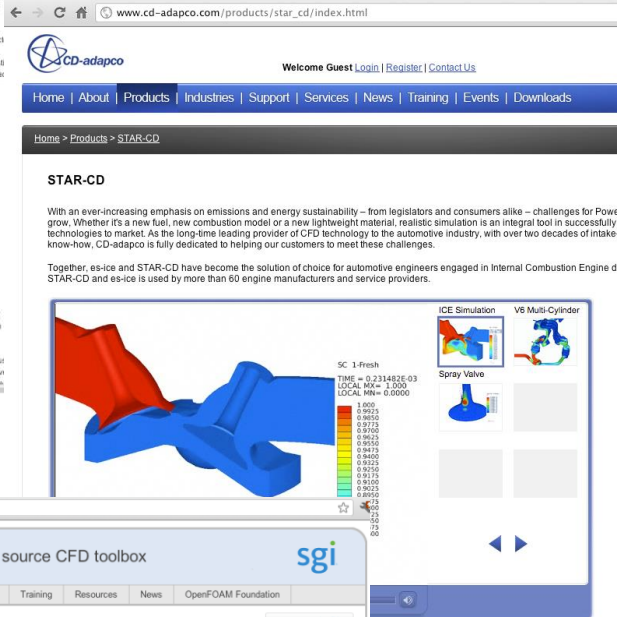 www.cd-adapco.com/products/star_cd/index.html
CD-adapco
Welcome Guest Login | Register | Contact Us
Home | About | Products | Industries | Support | Services | News | Training | Events | Downloads
Home > Products > STAR-CD
STAR-CD
With an ever-increasing emphasis on emissions and energy sustainability – from legislators and consumers alike – challenges for Powe
grow, Whether it's a new fuel, new combustion model or a new lightweight material, realistic simulation is an integral tool in successfully
technologies to market. As the long-time leading provider of CFD technology to the automotive industry, with over two decades of intake-
know-how, CD-adapco is fully dedicated to helping our customers to meet these challenges.
Together, es-ice and STAR-CD have become the solution of choice for automotive engineers engaged in Internal Combustion Engine d
STAR-CD and es-ice is used by more than 60 engine manufacturers and service providers.
ICE Simulation V6 Multi-Cylinder
Spray Valve
SC 1-Fresh
TIME = 0.231482E-03
LOCAL MX= 1.000
LOCAL MN= 0.0000
1.000
0.9925
0.9850
0.9775
0.9700
0.9625
0.9550
0.9475
0.9400
0.9325
0.9250
0.9175
0.9100
0.9025
0.8950
source CFD toolbox
sgi
Training Resources News OpenFOAM Foundation